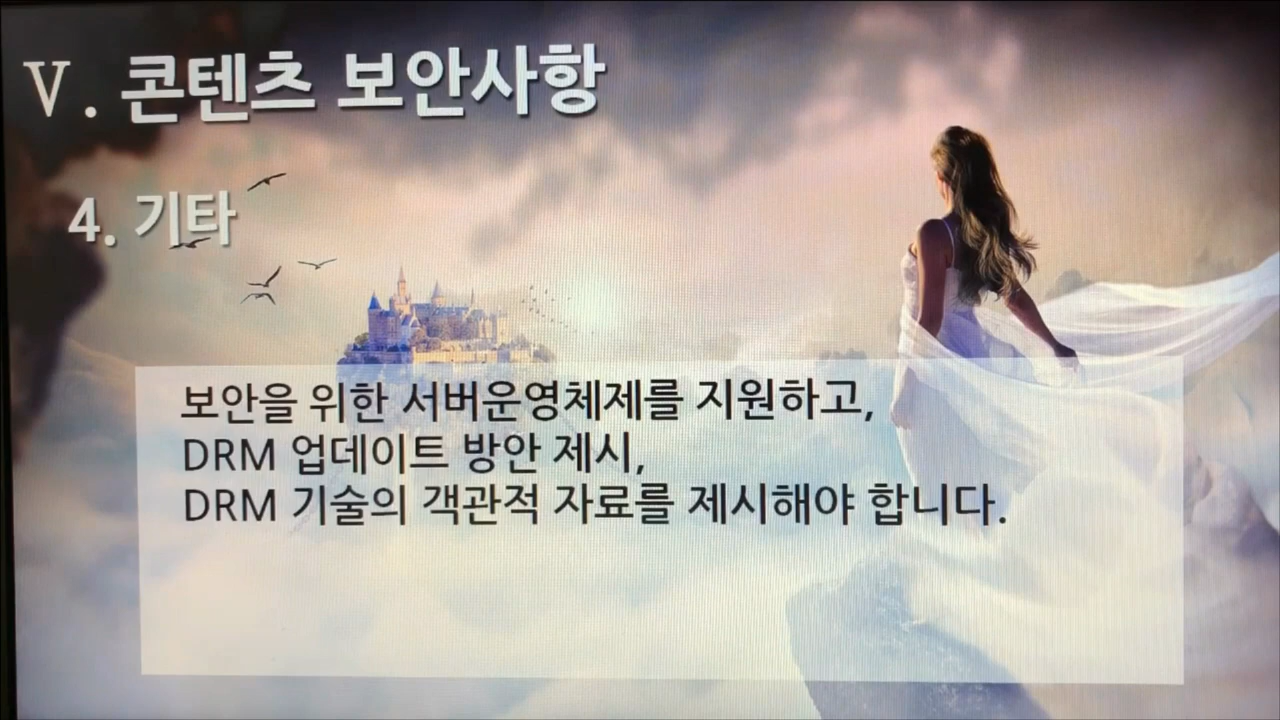 Ⅴ. 콘텐츠 보안사항
4. 기타
보안을 위한 서버운영체제를 지원하고,
DRM 업데이트 방안 제시,
DRM 기술의 객관적 자료를 제시해야 합니다.